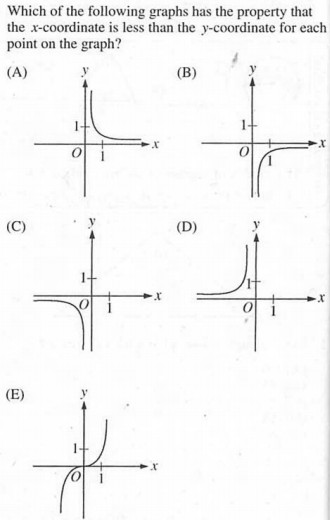 Which of the following graphs has the property that
the x-coordinate is less than the y-coordinate for each
point on the graph?
(A)
y
1
O
1
x
(B)
y
1
O
1
x
(C)
y
1
O
1
x
(D)
y
1
O
1
x
(E)
y
1
O
1
x